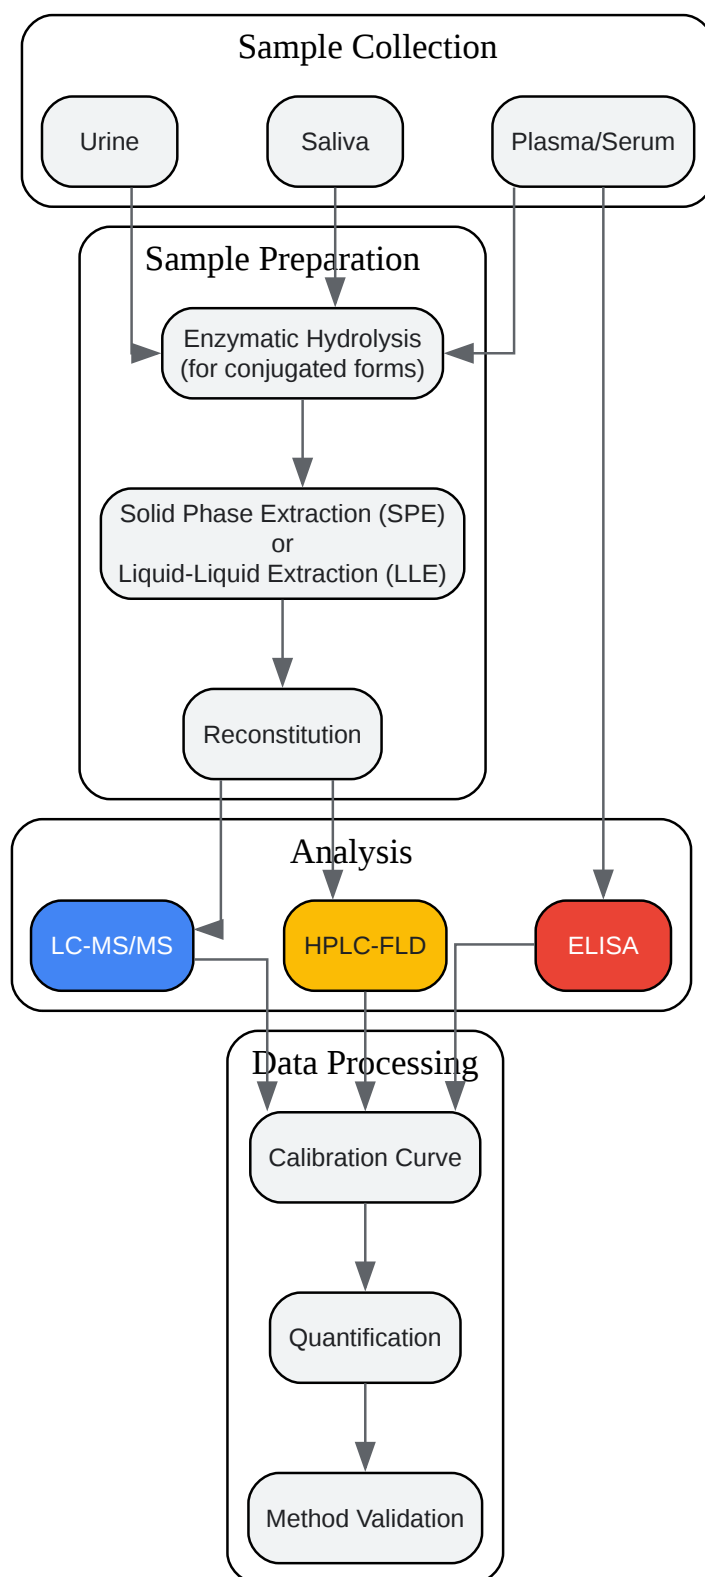 Sample Collection
Urine
Saliva
Plasma/Serum
Sample Preparation
Enzymatic Hydrolysis
(for conjugated forms)
Solid Phase Extraction (SPE)
or
Liquid-Liquid Extraction (LLE)
Reconstitution
Analysis
LC-MS/MS
HPLC-FLD
ELISA
Data Processing
Calibration Curve
Quantification
Method Validation